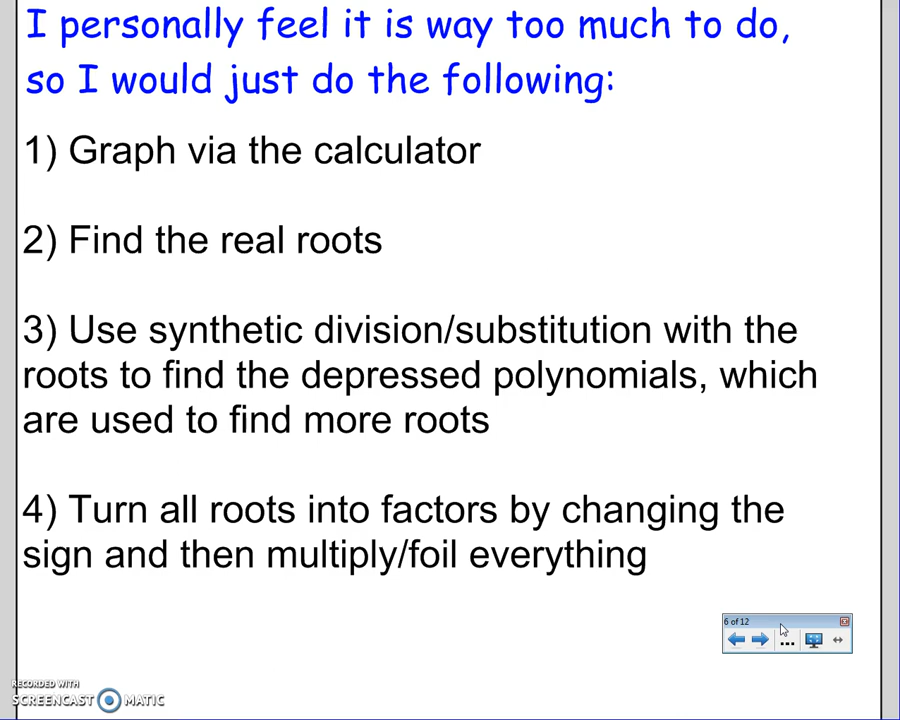 I personally feel it is way too much to do,
so I would just do the following:
1) Graph via the calculator
2) Find the real roots
3) Use synthetic division/substitution with the
roots to find the depressed polynomials, which
are used to find more roots
4) Turn all roots into factors by changing the
sign and then multiply/foil everything
6 of 12
RECORDED WITH
SCREENCAST MATIC